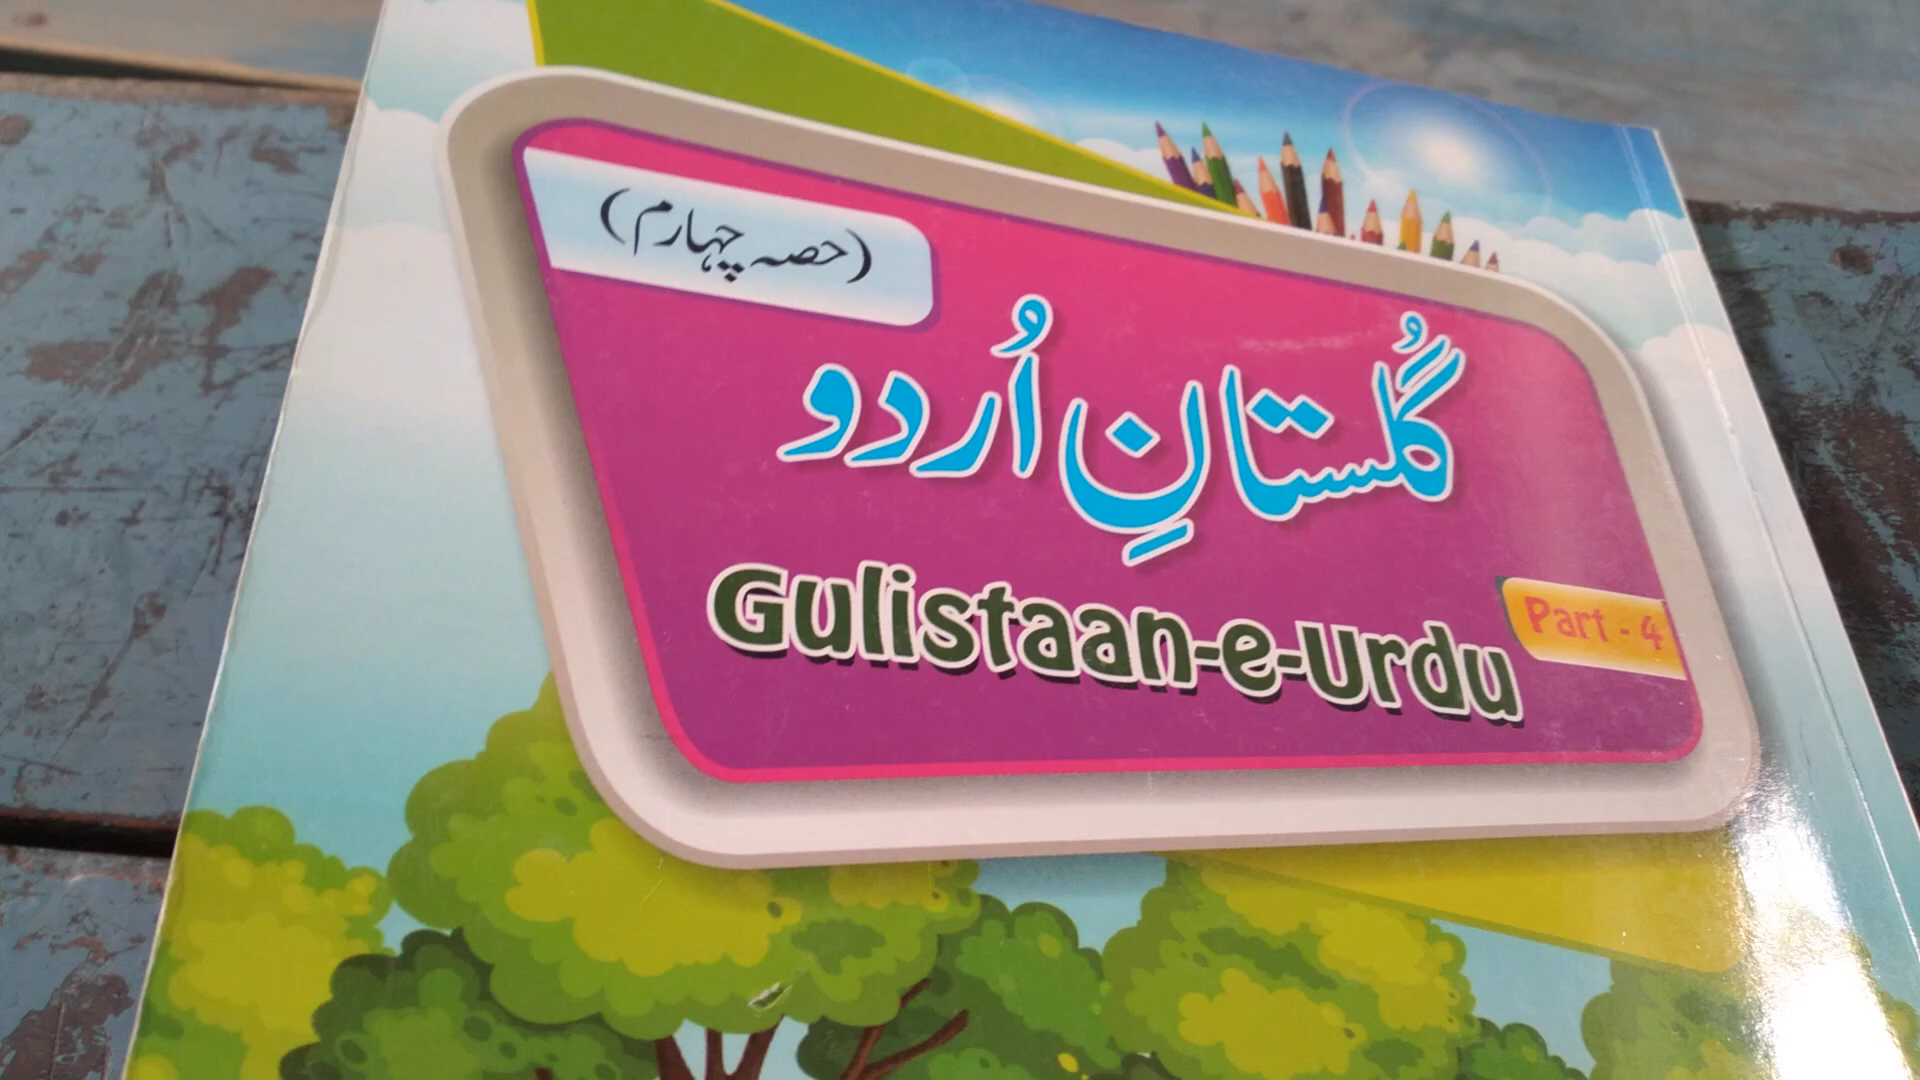 (حصہ چہارم)
گُلستانِ اُردو
Gulistaan-e-Urdu
Part - 4